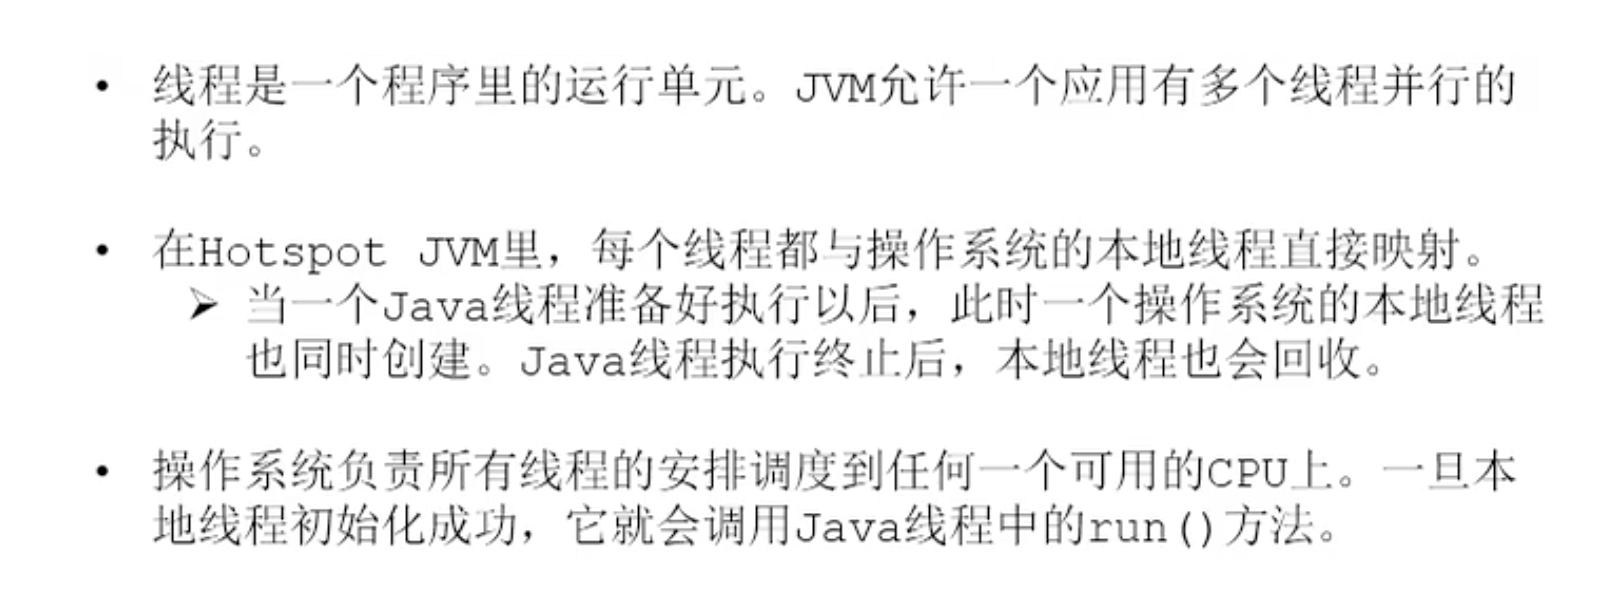 • 线程是一个程序里的运行单元。JVM允许一个应用有多个线程并行的
执行。
• 在Hotspot JVM里，每个线程都与操作系统的本地线程直接映射。
➢ 当一个Java线程准备好执行以后，此时一个操作系统的本地线程
也同时创建。Java线程执行终止后，本地线程也会回收。
• 操作系统负责所有线程的安排调度到任何一个可用的CPU上。一旦本
地线程初始化成功，它就会调用Java线程中的run()方法。